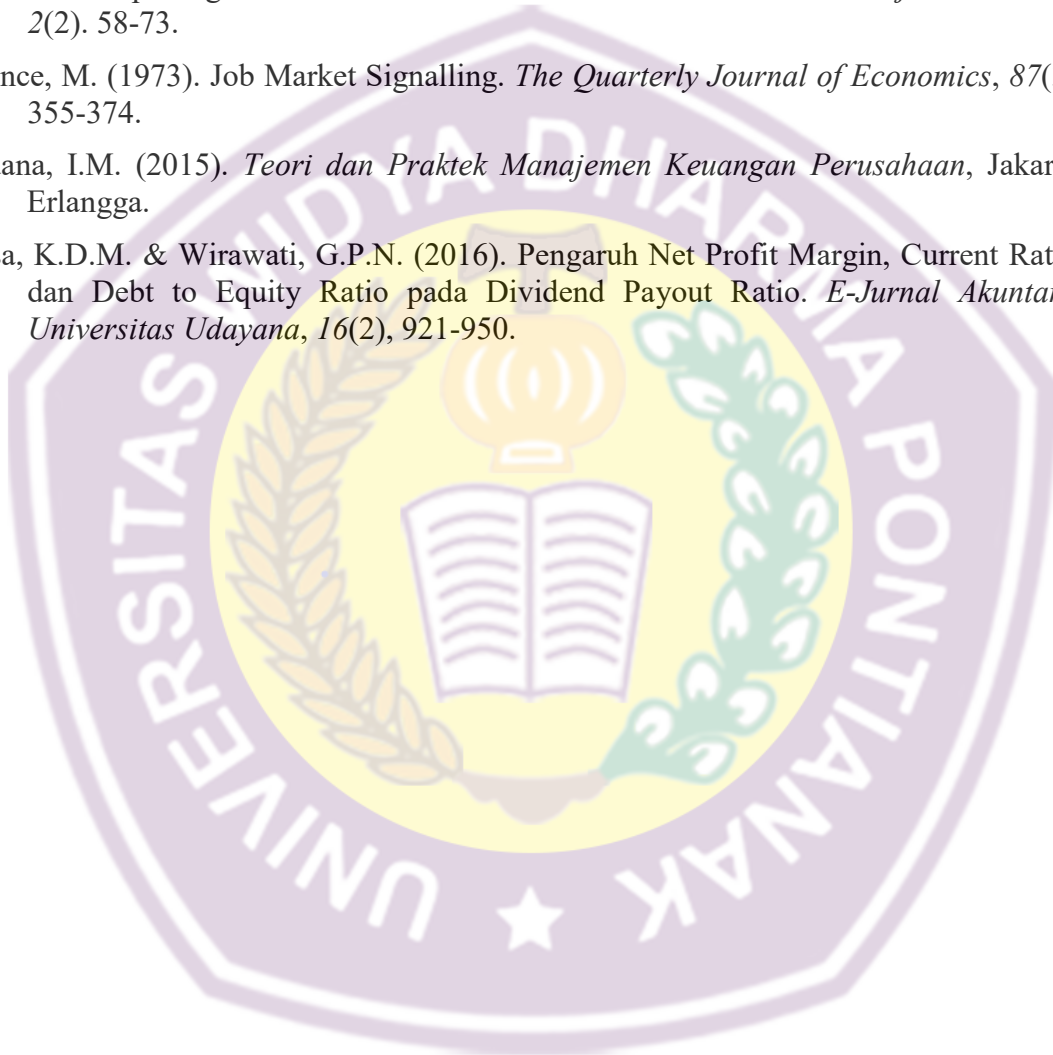 2(2). 58-73.
nce, M. (1973). Job Market Signalling. The Quarterly Journal of Economics, 87(
355-374.
ana, I.M. (2015). Teori dan Praktek Manajemen Keuangan Perusahaan, Jakar
Erlangga.
a, K.D.M. & Wirawati, G.P.N. (2016). Pengaruh Net Profit Margin, Current Rat
dan Debt to Equity Ratio pada Dividend Payout Ratio. E-Jurnal Akuntan
Universitas Udayana, 16(2), 921-950.
UNIVERSITAS WIDYA DHARMA PONTIANAK